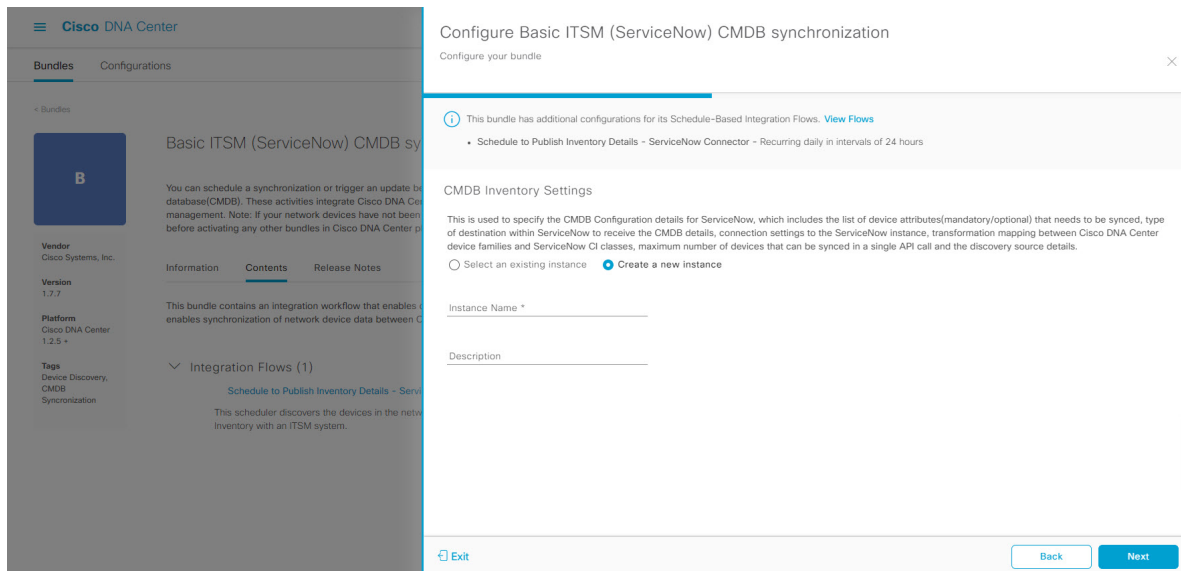 Cisco DNA Center
Bundles Configurations
< Bundles
B
Vendor
Cisco Systems, Inc.
Version
1.7.7
Platform
Cisco DNA Center
1.2.5 +
Tags
Device Discovery,
CMDB
Syncronization
Basic ITSM (ServiceNow) CMDB sy
You can schedule a synchronization or trigger an update be
database(CMDB). These activities integrate Cisco DNA Cen
management. Note: If your network devices have not been
before activating any other bundles in Cisco DNA Center p
Information Contents Release Notes
This bundle contains an integration workflow that enables
enables synchronization of network device data between C
Integration Flows (1)
Schedule to Publish Inventory Details - Servi
This scheduler discovers the devices in the netw
Inventory with an ITSM system.
Configure Basic ITSM (ServiceNow) CMDB synchronization
Configure your bundle
This bundle has additional configurations for its Schedule-Based Integration Flows. View Flows
• Schedule to Publish Inventory Details - ServiceNow Connector - Recurring daily in intervals of 24 hours
CMDB Inventory Settings
This is used to specify the CMDB Configuration details for ServiceNow, which includes the list of device attributes(mandatory/optional) that needs to be synced, type
of destination within ServiceNow to receive the CMDB details, connection settings to the ServiceNow instance, transformation mapping between Cisco DNA Center
device families and ServiceNow CI classes, maximum number of devices that can be synced in a single API call and the discovery source details.
Select an existing instance Create a new instance
Instance Name *
Description
Exit Back Next